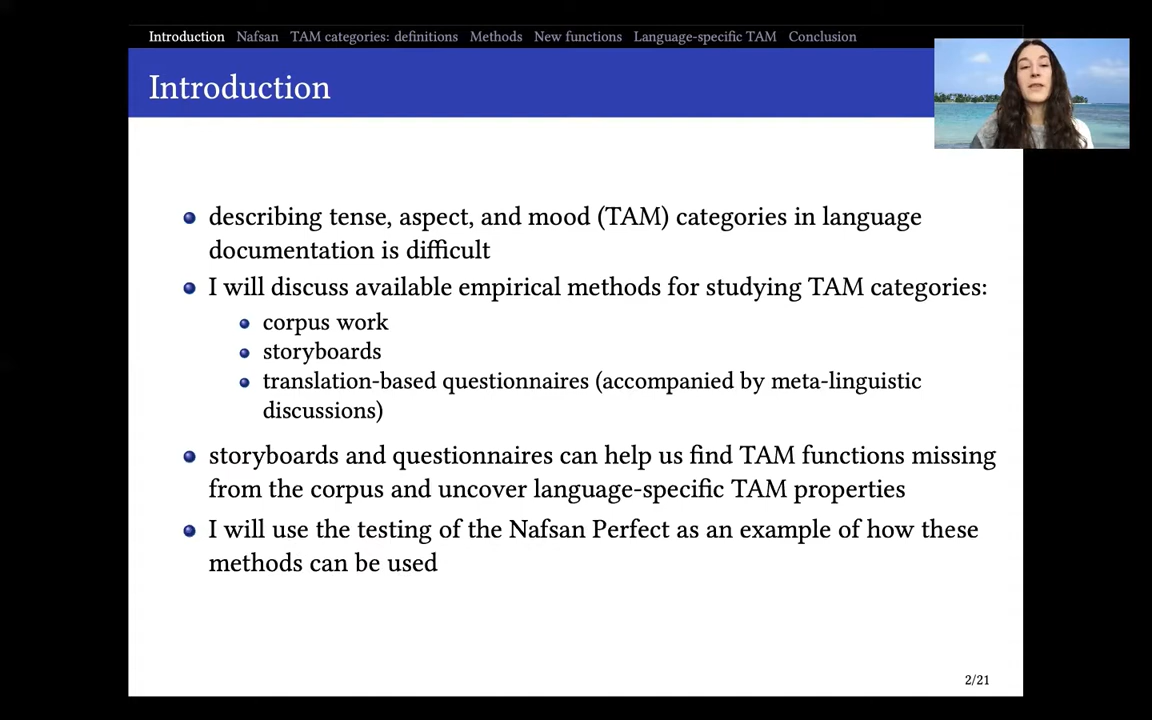 Introduction Nafsan TAM categories: definitions Methods New functions Language-specific TAM Conclusion
Introduction
describing tense, aspect, and mood (TAM) categories in language
documentation is difficult
I will discuss available empirical methods for studying TAM categories:
corpus work
storyboards
translation-based questionnaires (accompanied by meta-linguistic
discussions)
storyboards and questionnaires can help us find TAM functions missing
from the corpus and uncover language-specific TAM properties
I will use the testing of the Nafsan Perfect as an example of how these
methods can be used
2/21